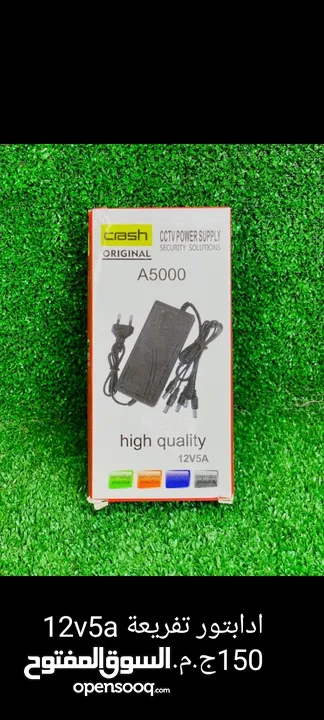 crash
ORIGINAL
CCTV POWER SUPPLY
SECURITY SOLUTIONS
A5000
high quality
12V5A
ادابتور تفريعة 12v5a
150ج.م.
السوق المفتوح
opensooq.com